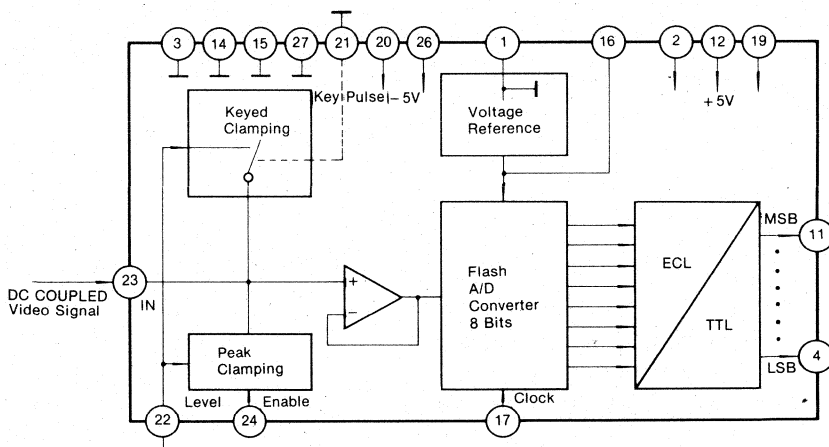 3 14 15 27 21 20 26 1 16 2 12 19
Key Pulse -5V
+5V
Keyed
Clamping
Voltage
Reference
MSB
11
23
IN
DC COUPLED
Video Signal
+
−
Flash
A/D
Converter
8 Bits
ECL
TTL
LSB
4
Peak
Clamping
Level Enable
Clock
22 24 17